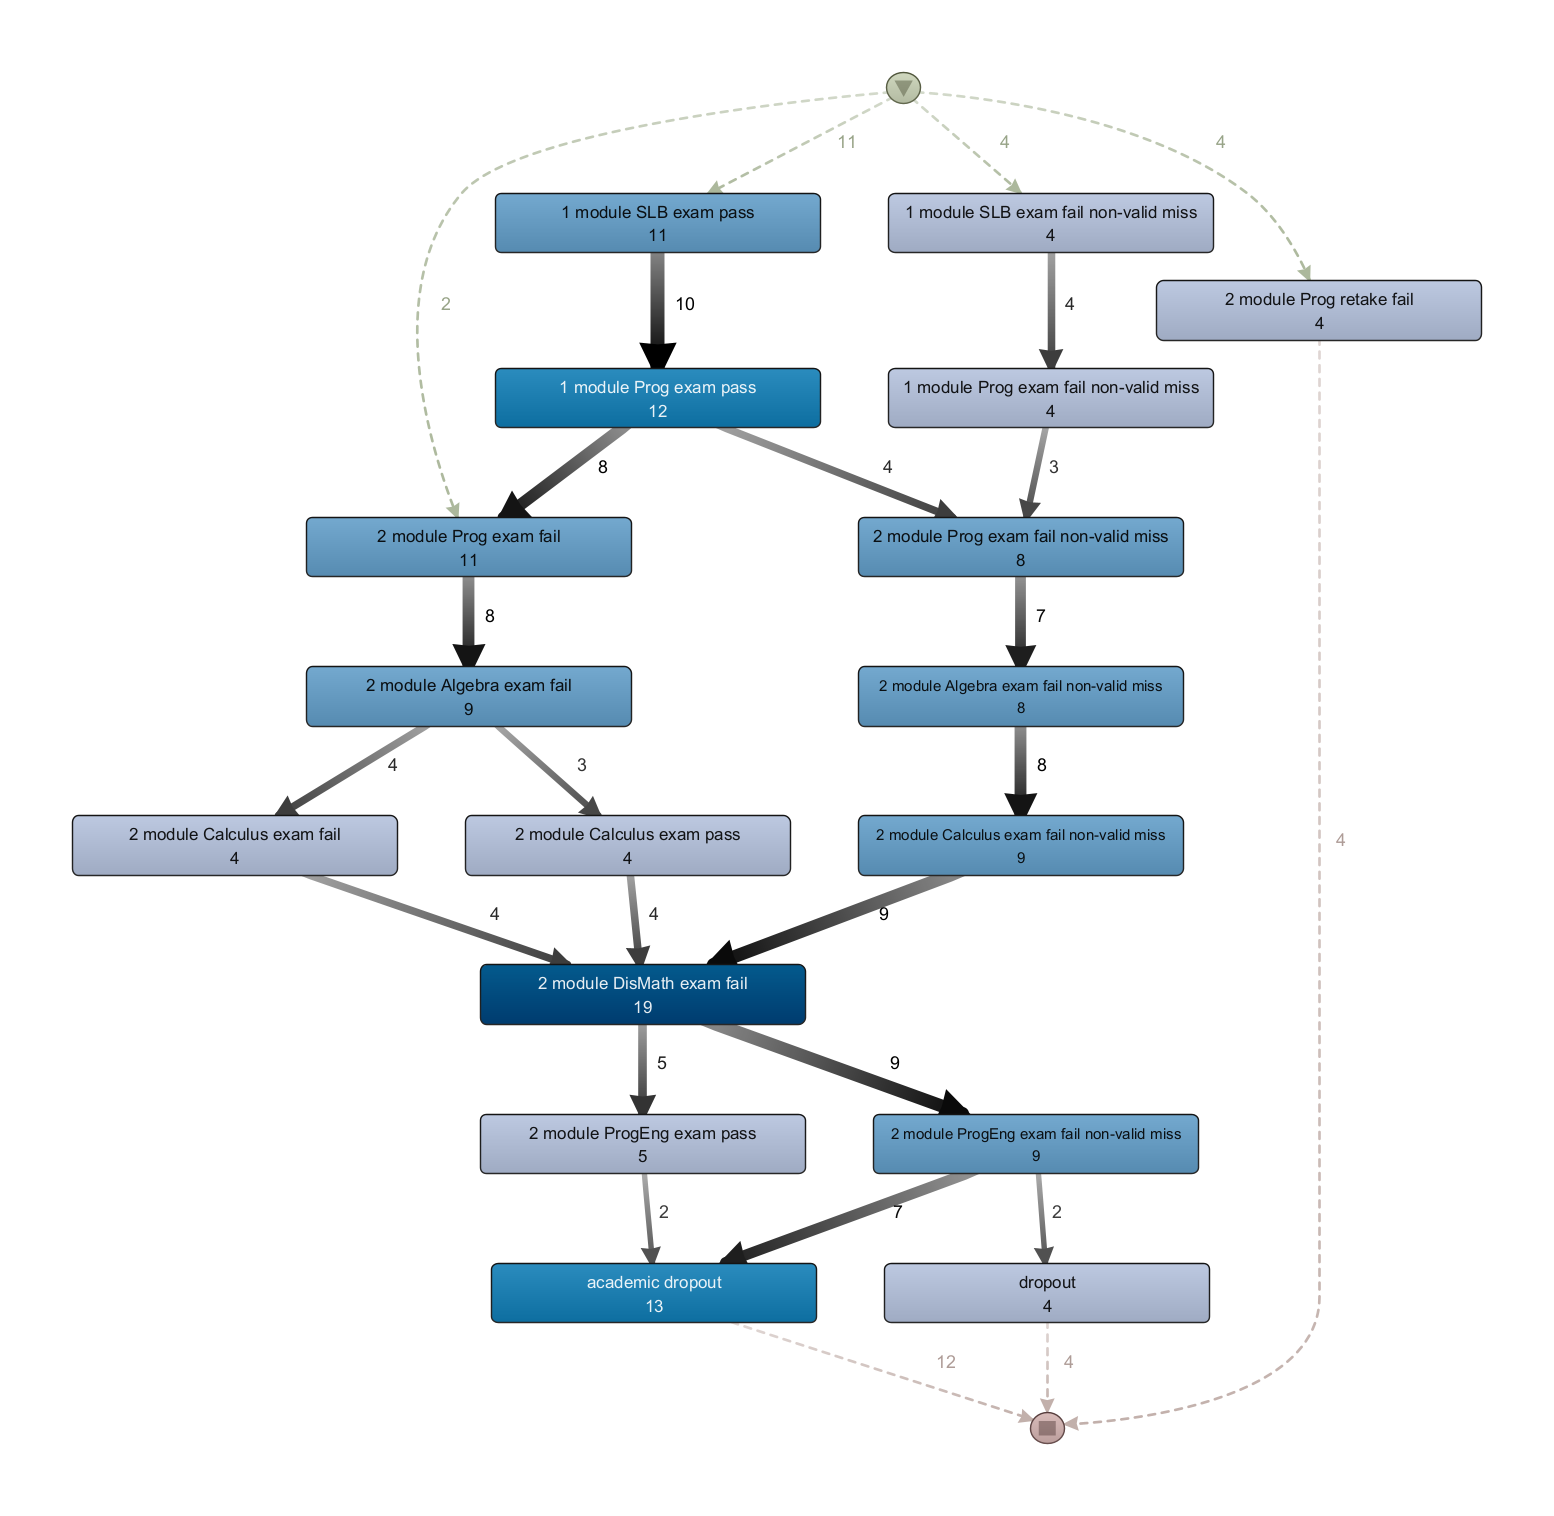 11
4
4
1 module SLB exam pass
11
1 module SLB exam fail non-valid miss
4
2 module Prog retake fail
4
2
10
4
1 module Prog exam pass
12
1 module Prog exam fail non-valid miss
4
8
4
3
2 module Prog exam fail
11
2 module Prog exam fail non-valid miss
8
8
7
2 module Algebra exam fail
9
2 module Algebra exam fail non-valid miss
8
4
3
8
2 module Calculus exam fail
4
2 module Calculus exam pass
4
2 module Calculus exam fail non-valid miss
9
4
4
4
9
2 module DisMath exam fail
19
5
9
2 module ProgEng exam pass
5
2 module ProgEng exam fail non-valid miss
9
2
7
2
academic dropout
13
dropout
4
12
4